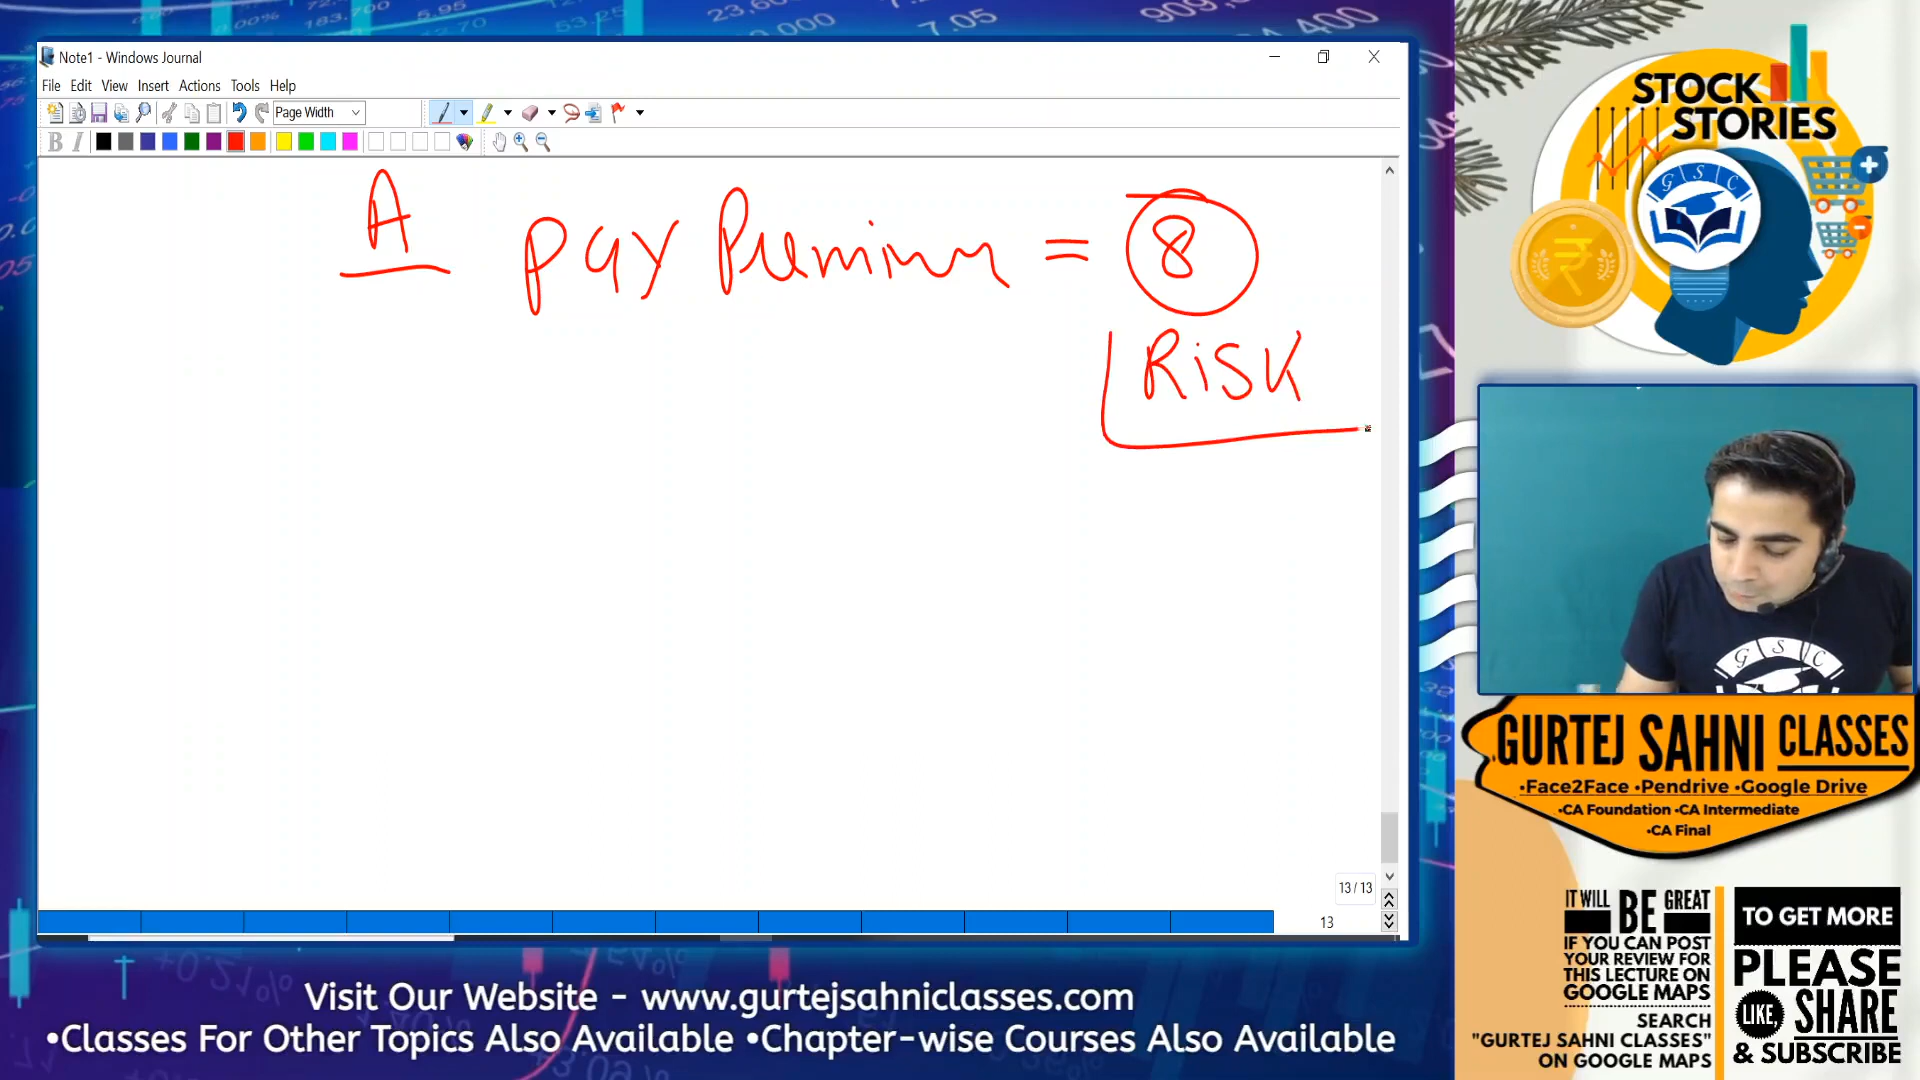 Note1 - Windows Journal
File Edit View Insert Actions Tools Help
Page Width
B I
A Pay Premium = 8
RISK
13 / 13
13
STOCK
STORIES
G S C
G S C
GURTEJ SAHNI CLASSES
•Face2Face •Pendrive •Google Drive
•CA Foundation •CA Intermediate
•CA Final
IT WILL BE GREAT
IF YOU CAN POST
YOUR REVIEW FOR
THIS LECTURE ON
GOOGLE MAPS
SEARCH
"GURTEJ SAHNI CLASSES"
ON GOOGLE MAPS
TO GET MORE
PLEASE
LIKE, SHARE
& SUBSCRIBE
Visit Our Website - www.gurtejsahniclasses.com
•Classes For Other Topics Also Available •Chapter-wise Courses Also Available